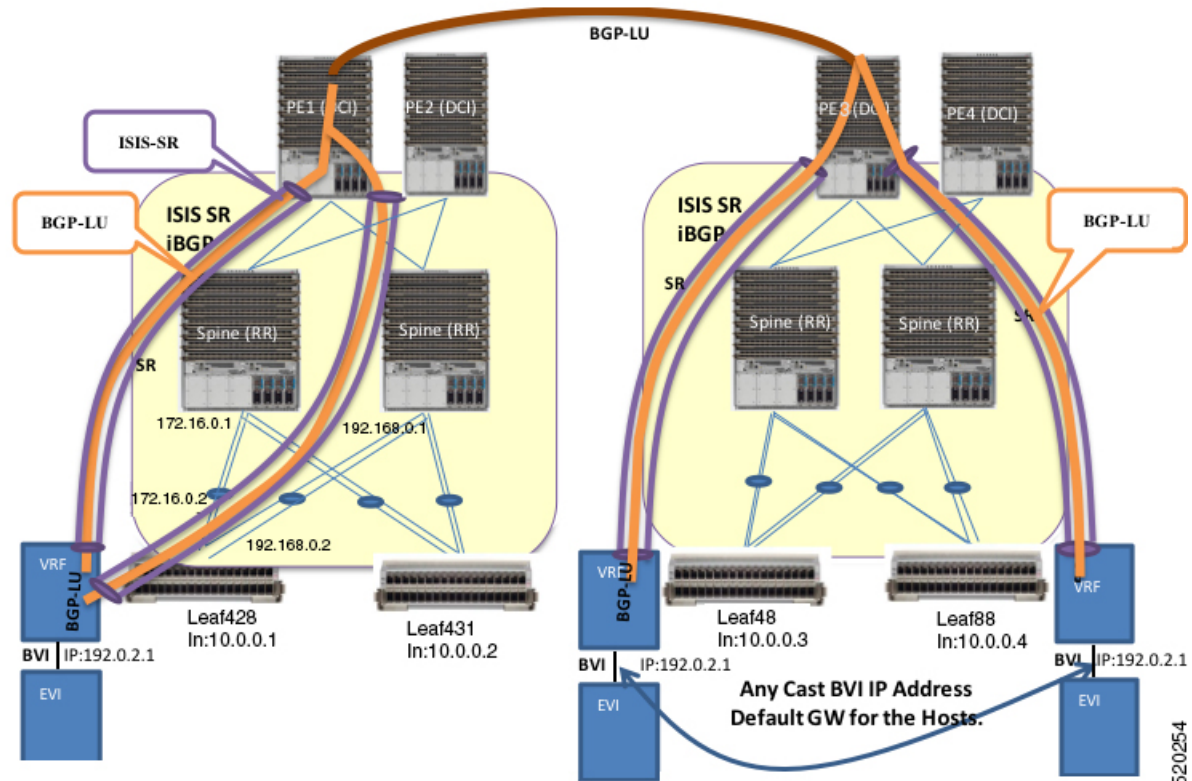 BGP-LU
PE1 (DCI)
PE2 (DCI)
PE3 (DCI)
PE4 (DCI)
ISIS-SR
BGP-LU
ISIS SR
iBGP
ISIS SR
iBGP
BGP-LU
SR
SR
Spine (RR)
Spine (RR)
Spine (RR)
Spine (RR)
SR
172.16.0.1
192.168.0.1
172.16.0.2
192.168.0.2
VRF
BGP-LU
VRF
BGP-LU
VRF
Leaf428
In:10.0.0.1
Leaf431
In:10.0.0.2
Leaf48
In:10.0.0.3
Leaf88
In:10.0.0.4
BVI
IP:192.0.2.1
BVI
IP:192.0.2.1
BVI
IP:192.0.2.1
EVI
EVI
EVI
Any Cast BVI IP Address
Default GW for the Hosts.
520254